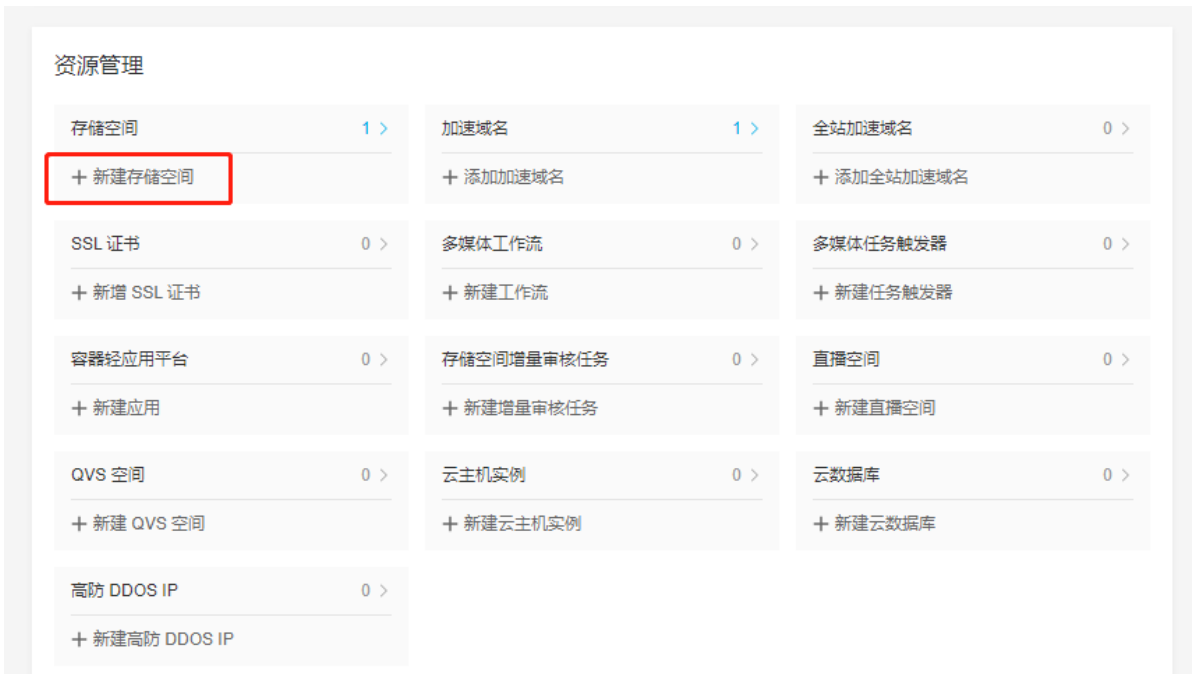 资源管理
存储空间 1 >
加速域名 1 >
全站加速域名 0 >
+ 新建存储空间
+ 添加加速域名
+ 添加全站加速域名
SSL 证书 0 >
多媒体工作流 0 >
多媒体任务触发器 0 >
+ 新增 SSL 证书
+ 新建工作流
+ 新建任务触发器
容器轻应用平台 0 >
存储空间增量审核任务 0 >
直播空间 0 >
+ 新建应用
+ 新建增量审核任务
+ 新建直播空间
QVS 空间 0 >
云主机实例 0 >
云数据库 0 >
+ 新建 QVS 空间
+ 新建云主机实例
+ 新建云数据库
高防 DDOS IP 0 >
+ 新建高防 DDOS IP